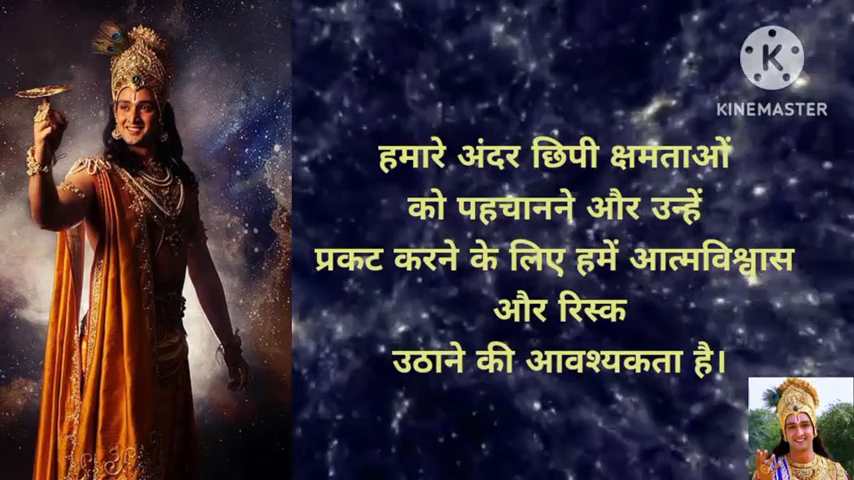 KINEMASTER
हमारे अंदर छिपी क्षमताओं
को पहचानने और उन्हें
प्रकट करने के लिए हमें आत्मविश्वास
और रिस्क
उठाने की आवश्यकता है।